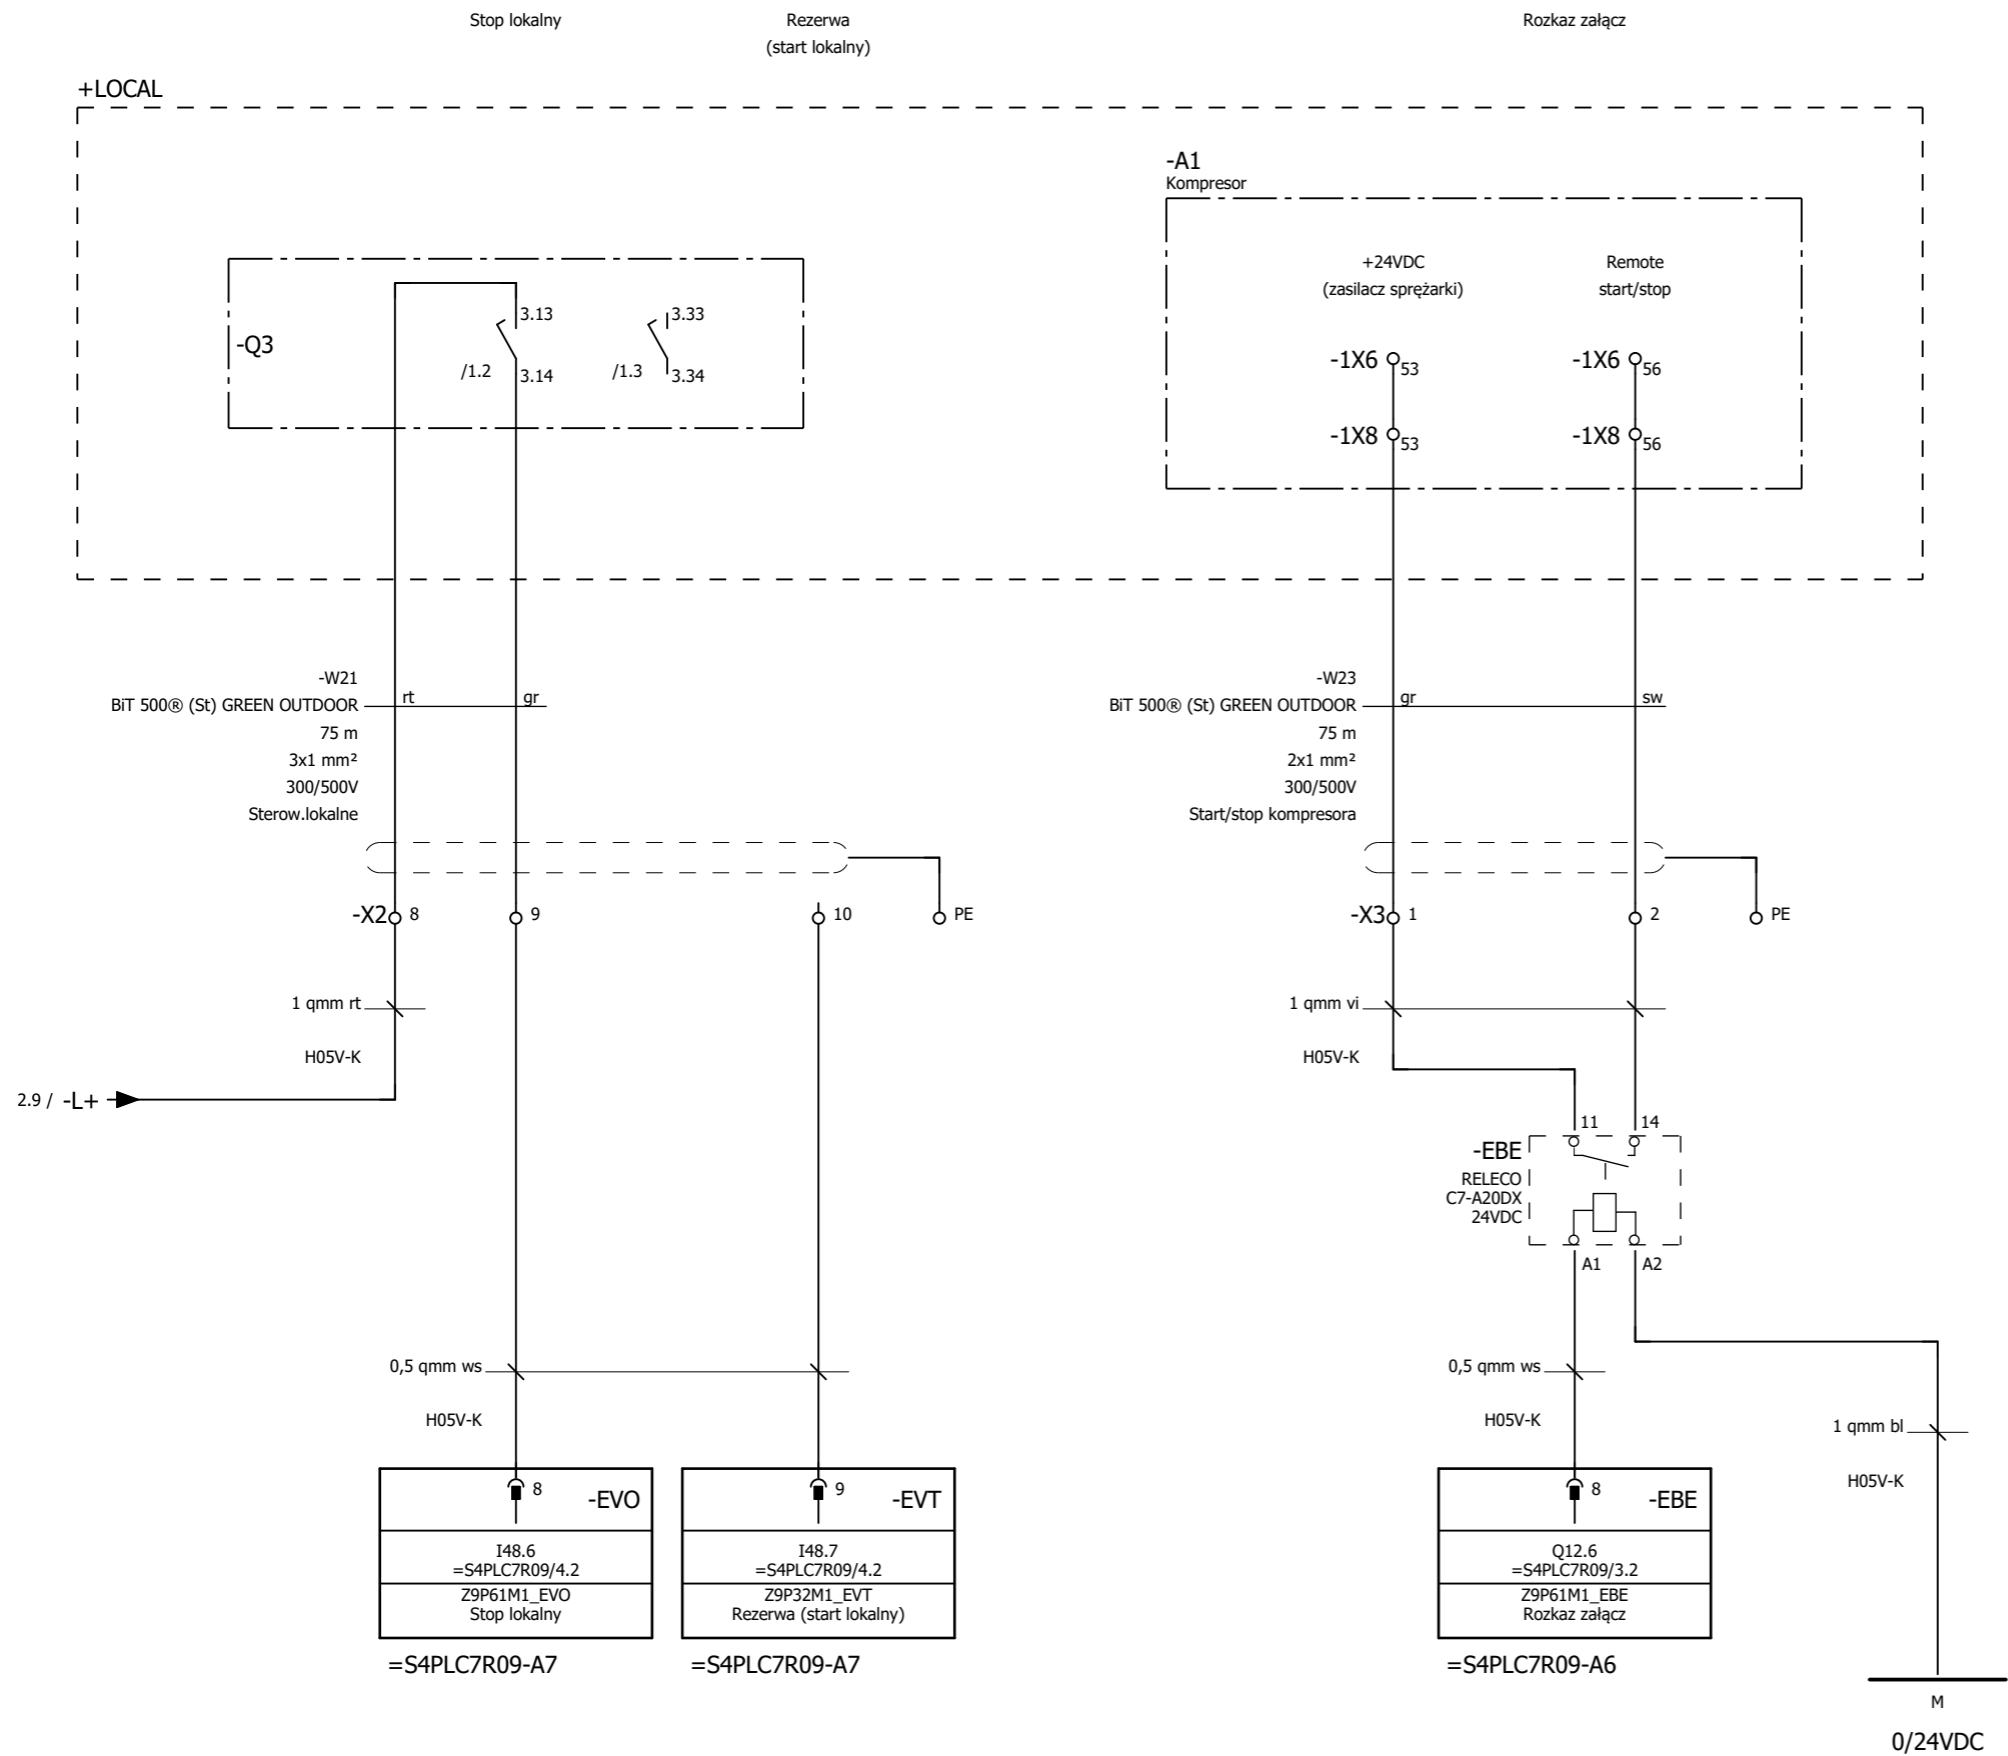 Stop lokalny
Rezerwa
(start lokalny)
Rozkaz załącz
+LOCAL
-A1
Kompresor
+24VDC
(zasilacz sprężarki)
Remote
start/stop
-Q3
3.13
/1.2
3.14
3.33
/1.3
3.34
-1X6
53
-1X6
56
-1X8
53
-1X8
56
-W21
BiT 500® (St) GREEN OUTDOOR
75 m
3x1 mm²
300/500V
Sterow.lokalne
rt
gr
-W23
BiT 500® (St) GREEN OUTDOOR
75 m
2x1 mm²
300/500V
Start/stop kompresora
gr
sw
-X2
8
9
10
PE
-X3
1
2
PE
1 qmm rt
H05V-K
2.9 / -L+
1 qmm vi
H05V-K
11
14
-EBE
RELECO
C7-A20DX
24VDC
A1
A2
0,5 qmm ws
H05V-K
0,5 qmm ws
H05V-K
1 qmm bl
H05V-K
8
-EVO
I48.6
=S4PLC7R09/4.2
Z9P61M1_EVO
Stop lokalny
=S4PLC7R09-A7
9
-EVT
I48.7
=S4PLC7R09/4.2
Z9P32M1_EVT
Rezerwa (start lokalny)
=S4PLC7R09-A7
8
-EBE
Q12.6
=S4PLC7R09/3.2
Z9P61M1_EBE
Rozkaz załącz
=S4PLC7R09-A6
M
0/24VDC